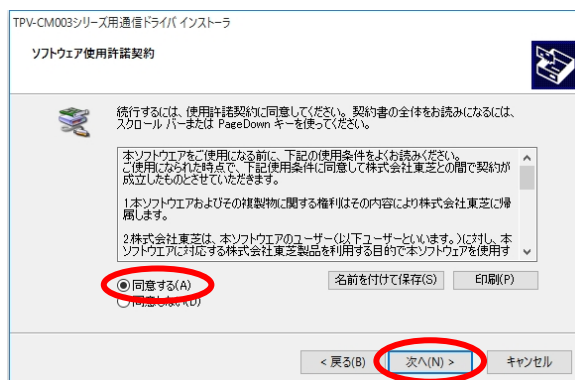 TPV-CM003シリーズ用通信ドライバ インストーラ
ソフトウェア使用許諾契約
続行するには、使用許諾契約に同意してください。契約書の全体をお読みになるには、
スクロール バーまたは PageDown キーを使ってください。
本ソフトウエアをご使用になる前に、下記の使用条件をよくお読みください。
ご使用になられた時点で、下記使用条件に同意して株式会社東芝との間で契約が
成立したものとさせていただきます。
1.本ソフトウエアおよびその複製物に関する権利はその内容により株式会社東芝に帰
属します。
2.株式会社東芝は、本ソフトウエアのユーザー(以下ユーザーといいます。)に対し、本
ソフトウエアに対応する株式会社東芝製品を利用する目的で本ソフトウェアを使用す
同意する(A)
名前を付けて保存(S)
印刷(P)
同意しない(D)
< 戻る(B)
次へ(N) >
キャンセル